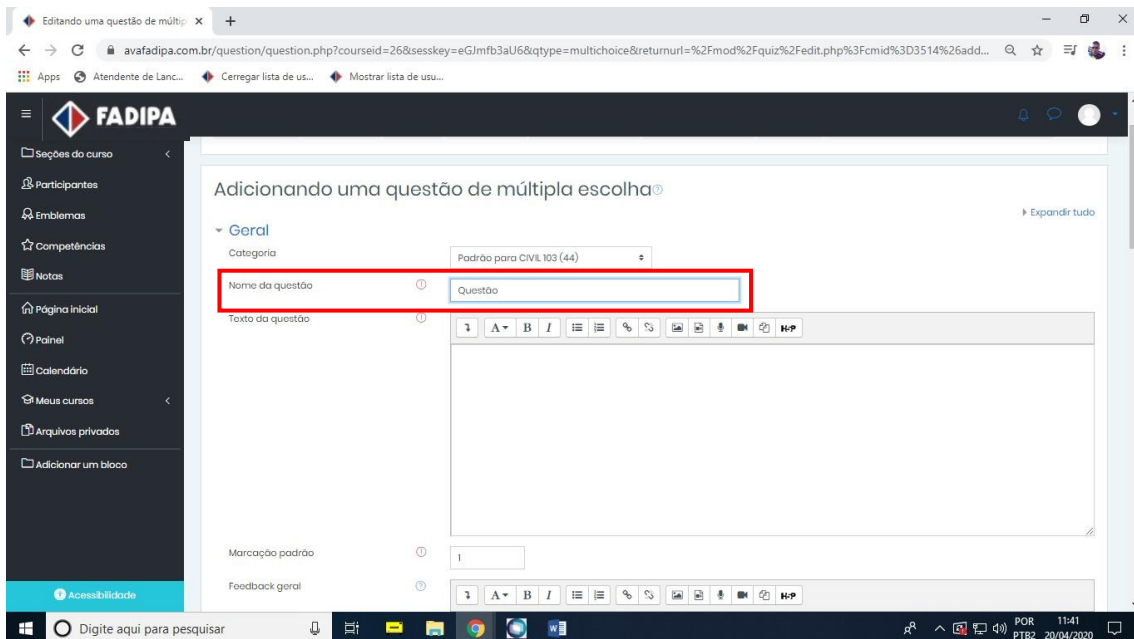 Editando uma questão de múltip
avafadipa.com.br/question/question.php?courseid=26&sesskey=eGJmfb3aU6&qtype=multichoice&returnurl=%2Fmod%2Fquiz%2Fedit.php%3Fcmid%3D3514%26add...
Apps Atendente de Lanc... Cerregar lista de us... Mostrar lista de usu...
FADIPA
Seções do curso
Participantes
Emblemas
Competências
Notas
Página inicial
Painel
Calendário
Meus cursos
Arquivos privados
Adicionar um bloco
Acessibilidade
Adicionando uma questão de múltipla escolha
Expandir tudo
Geral
Categoria Padrão para CIVIL 103 (44)
Nome da questão Questão
Texto da questão
A B I H-P
Marcação padrão 1
Feedback geral
A B I H-P
Digite aqui para pesquisar
POR 11:41
PTB2 20/04/2020